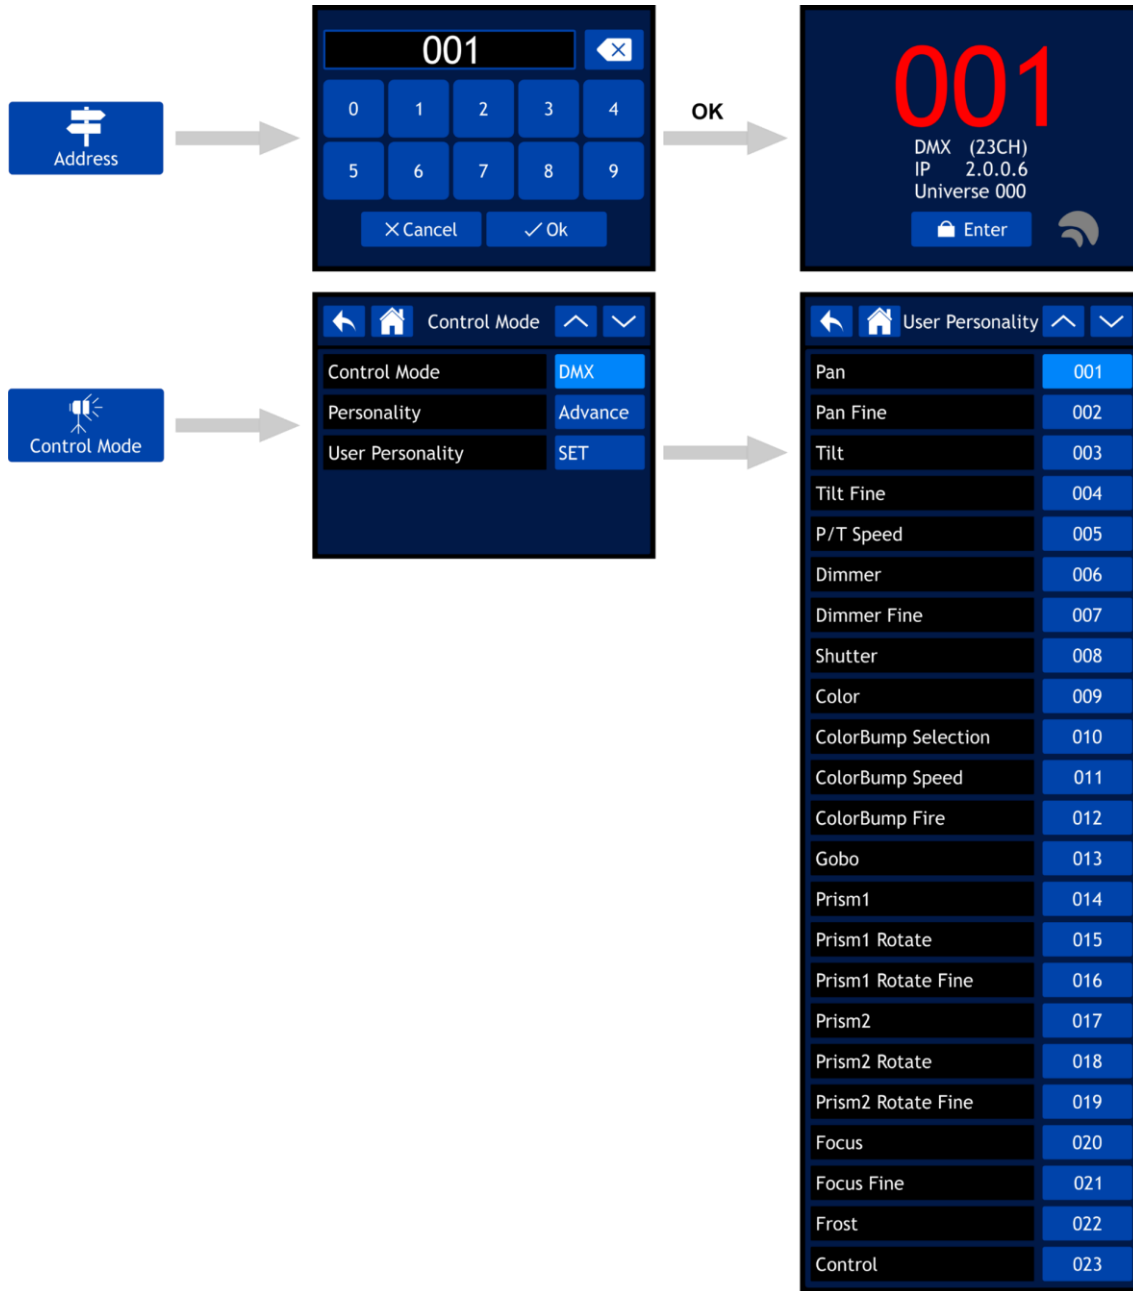 Address
001
0 1 2 3 4
5 6 7 8 9
Cancel Ok
OK
001
DMX (23CH)
IP 2.0.0.6
Universe 000
Enter
Control Mode
Control Mode
Control Mode DMX
Personality Advance
User Personality SET
User Personality
Pan 001
Pan Fine 002
Tilt 003
Tilt Fine 004
P/T Speed 005
Dimmer 006
Dimmer Fine 007
Shutter 008
Color 009
ColorBump Selection 010
ColorBump Speed 011
ColorBump Fire 012
Gobo 013
Prism1 014
Prism1 Rotate 015
Prism1 Rotate Fine 016
Prism2 017
Prism2 Rotate 018
Prism2 Rotate Fine 019
Focus 020
Focus Fine 021
Frost 022
Control 023